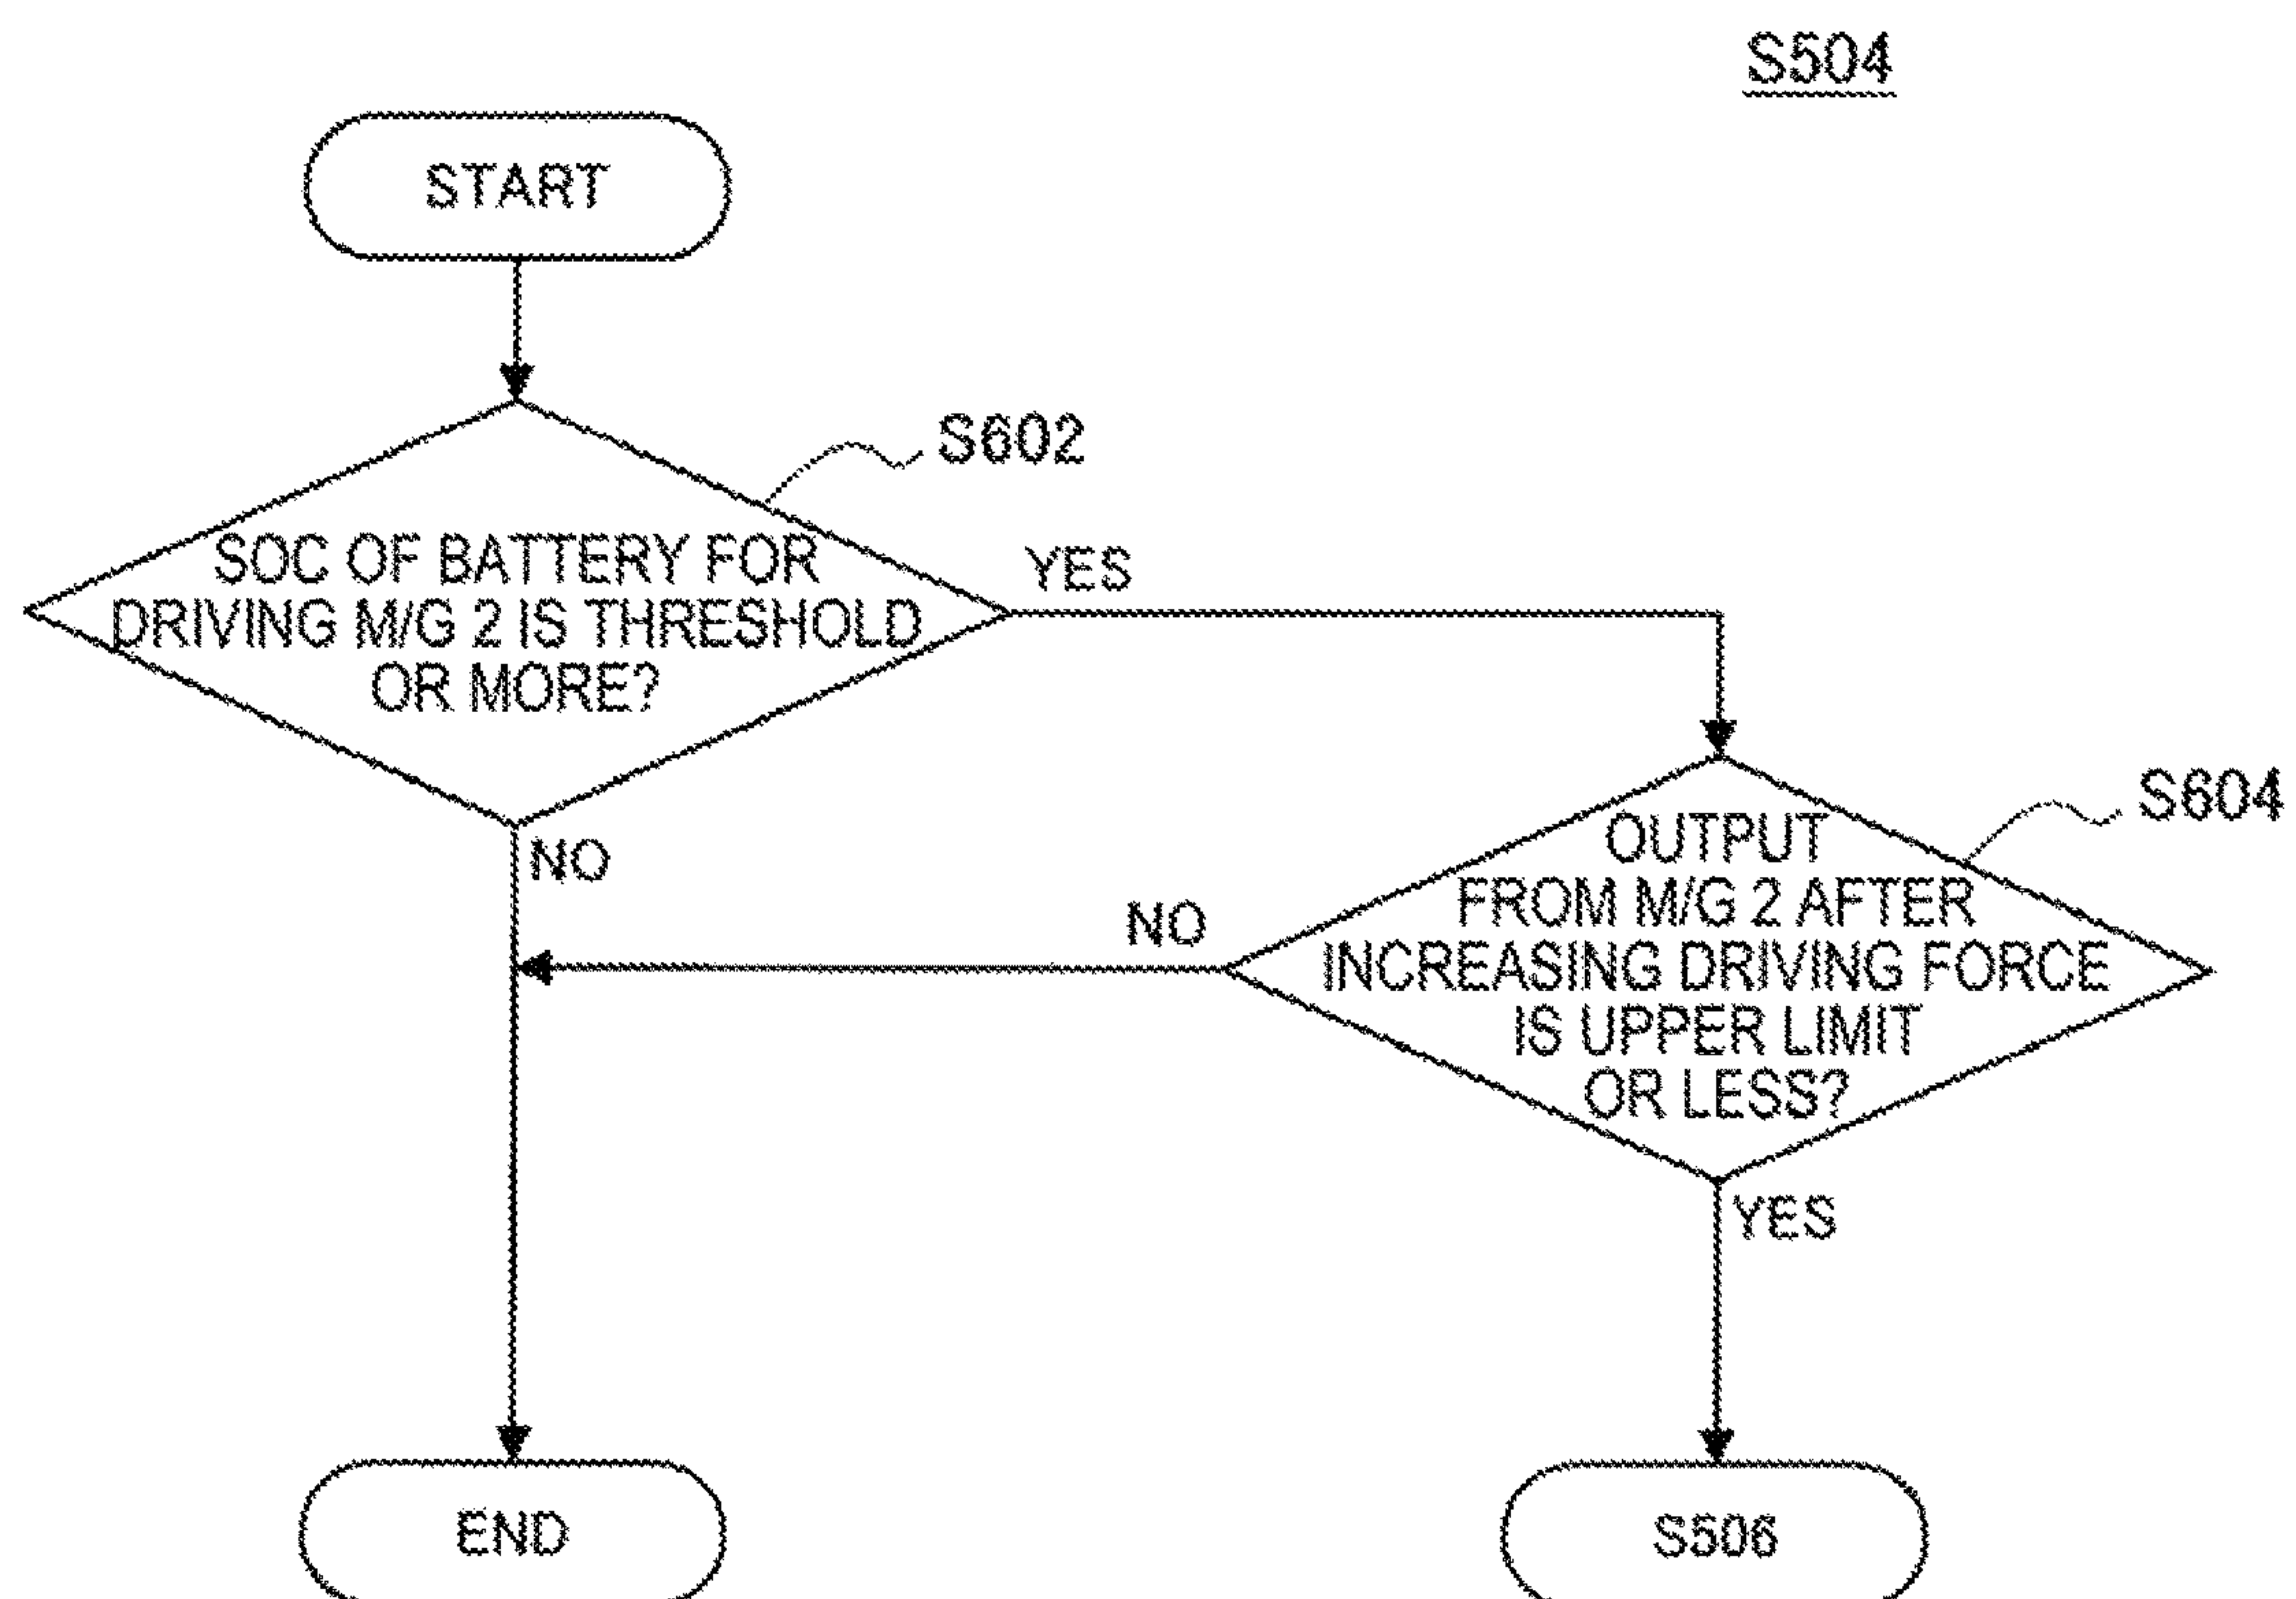 S504
START
S602
SOC OF BATTERY FOR
DRIVING M/G 2 IS THRESHOLD
OR MORE?
YES
NO
S604
OUTPUT
FROM M/G 2 AFTER
INCREASING DRIVING FORCE
IS UPPER LIMIT
OR LESS?
NO
YES
END
S506